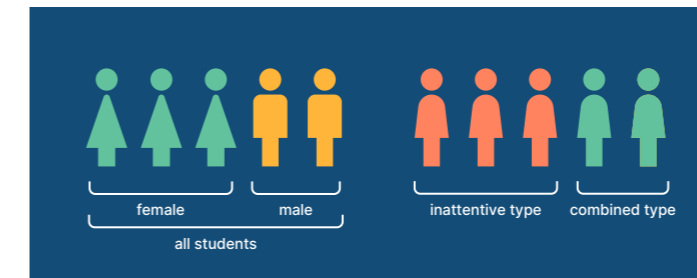 female
male
inattentive type
combined type
all students